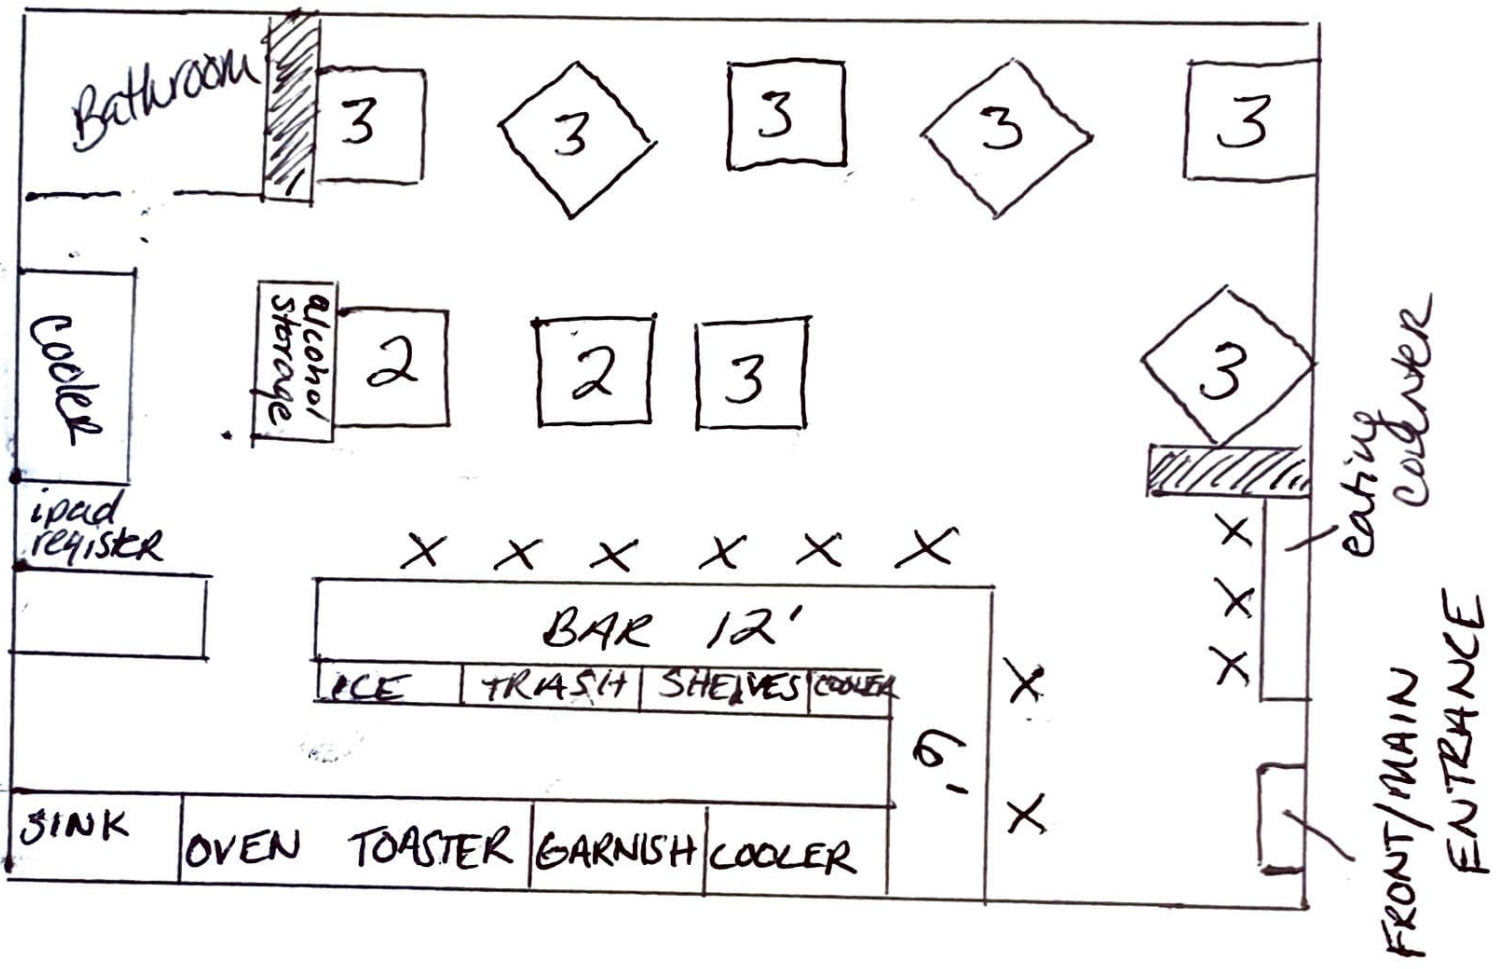 Bathroom
3
3
3
3
3
cooler
alcohol
storage
2
2
3
3
eating
counter
ipad
register
X X X X X X
X
X
X
BAR 12'
ICE
TRASH
SHELVES
COOLER
X
6'
X
SINK
OVEN TOASTER
GARNISH
COOLER
FRONT/MAIN
ENTRANCE